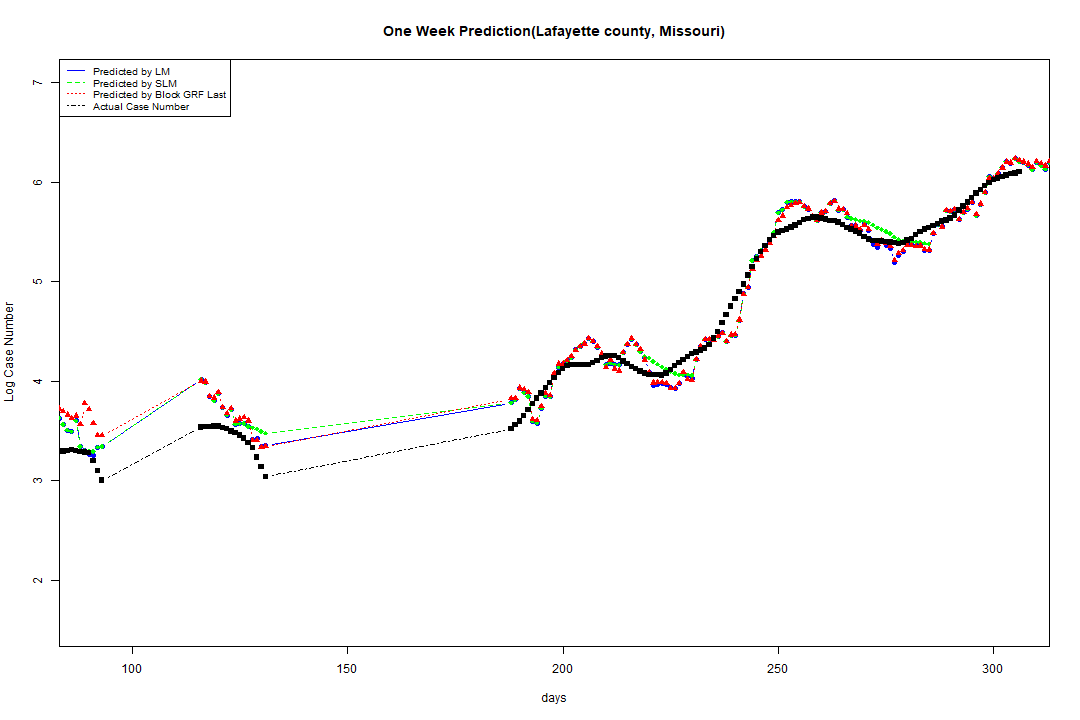 One Week Prediction(Lafayette county, Missouri)
Predicted by LM
Predicted by SLM
Predicted by Block GRF Last
Actual Case Number
7
6
5
4
3
2
Log Case Number
100 150 200 250 300
days